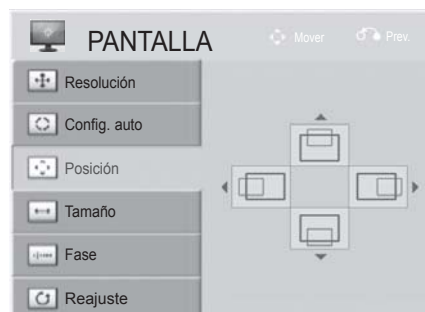 PANTALLA
Mover
Prev.
Resolución
Config. auto
Posición
Tamaño
Fase
Reajuste